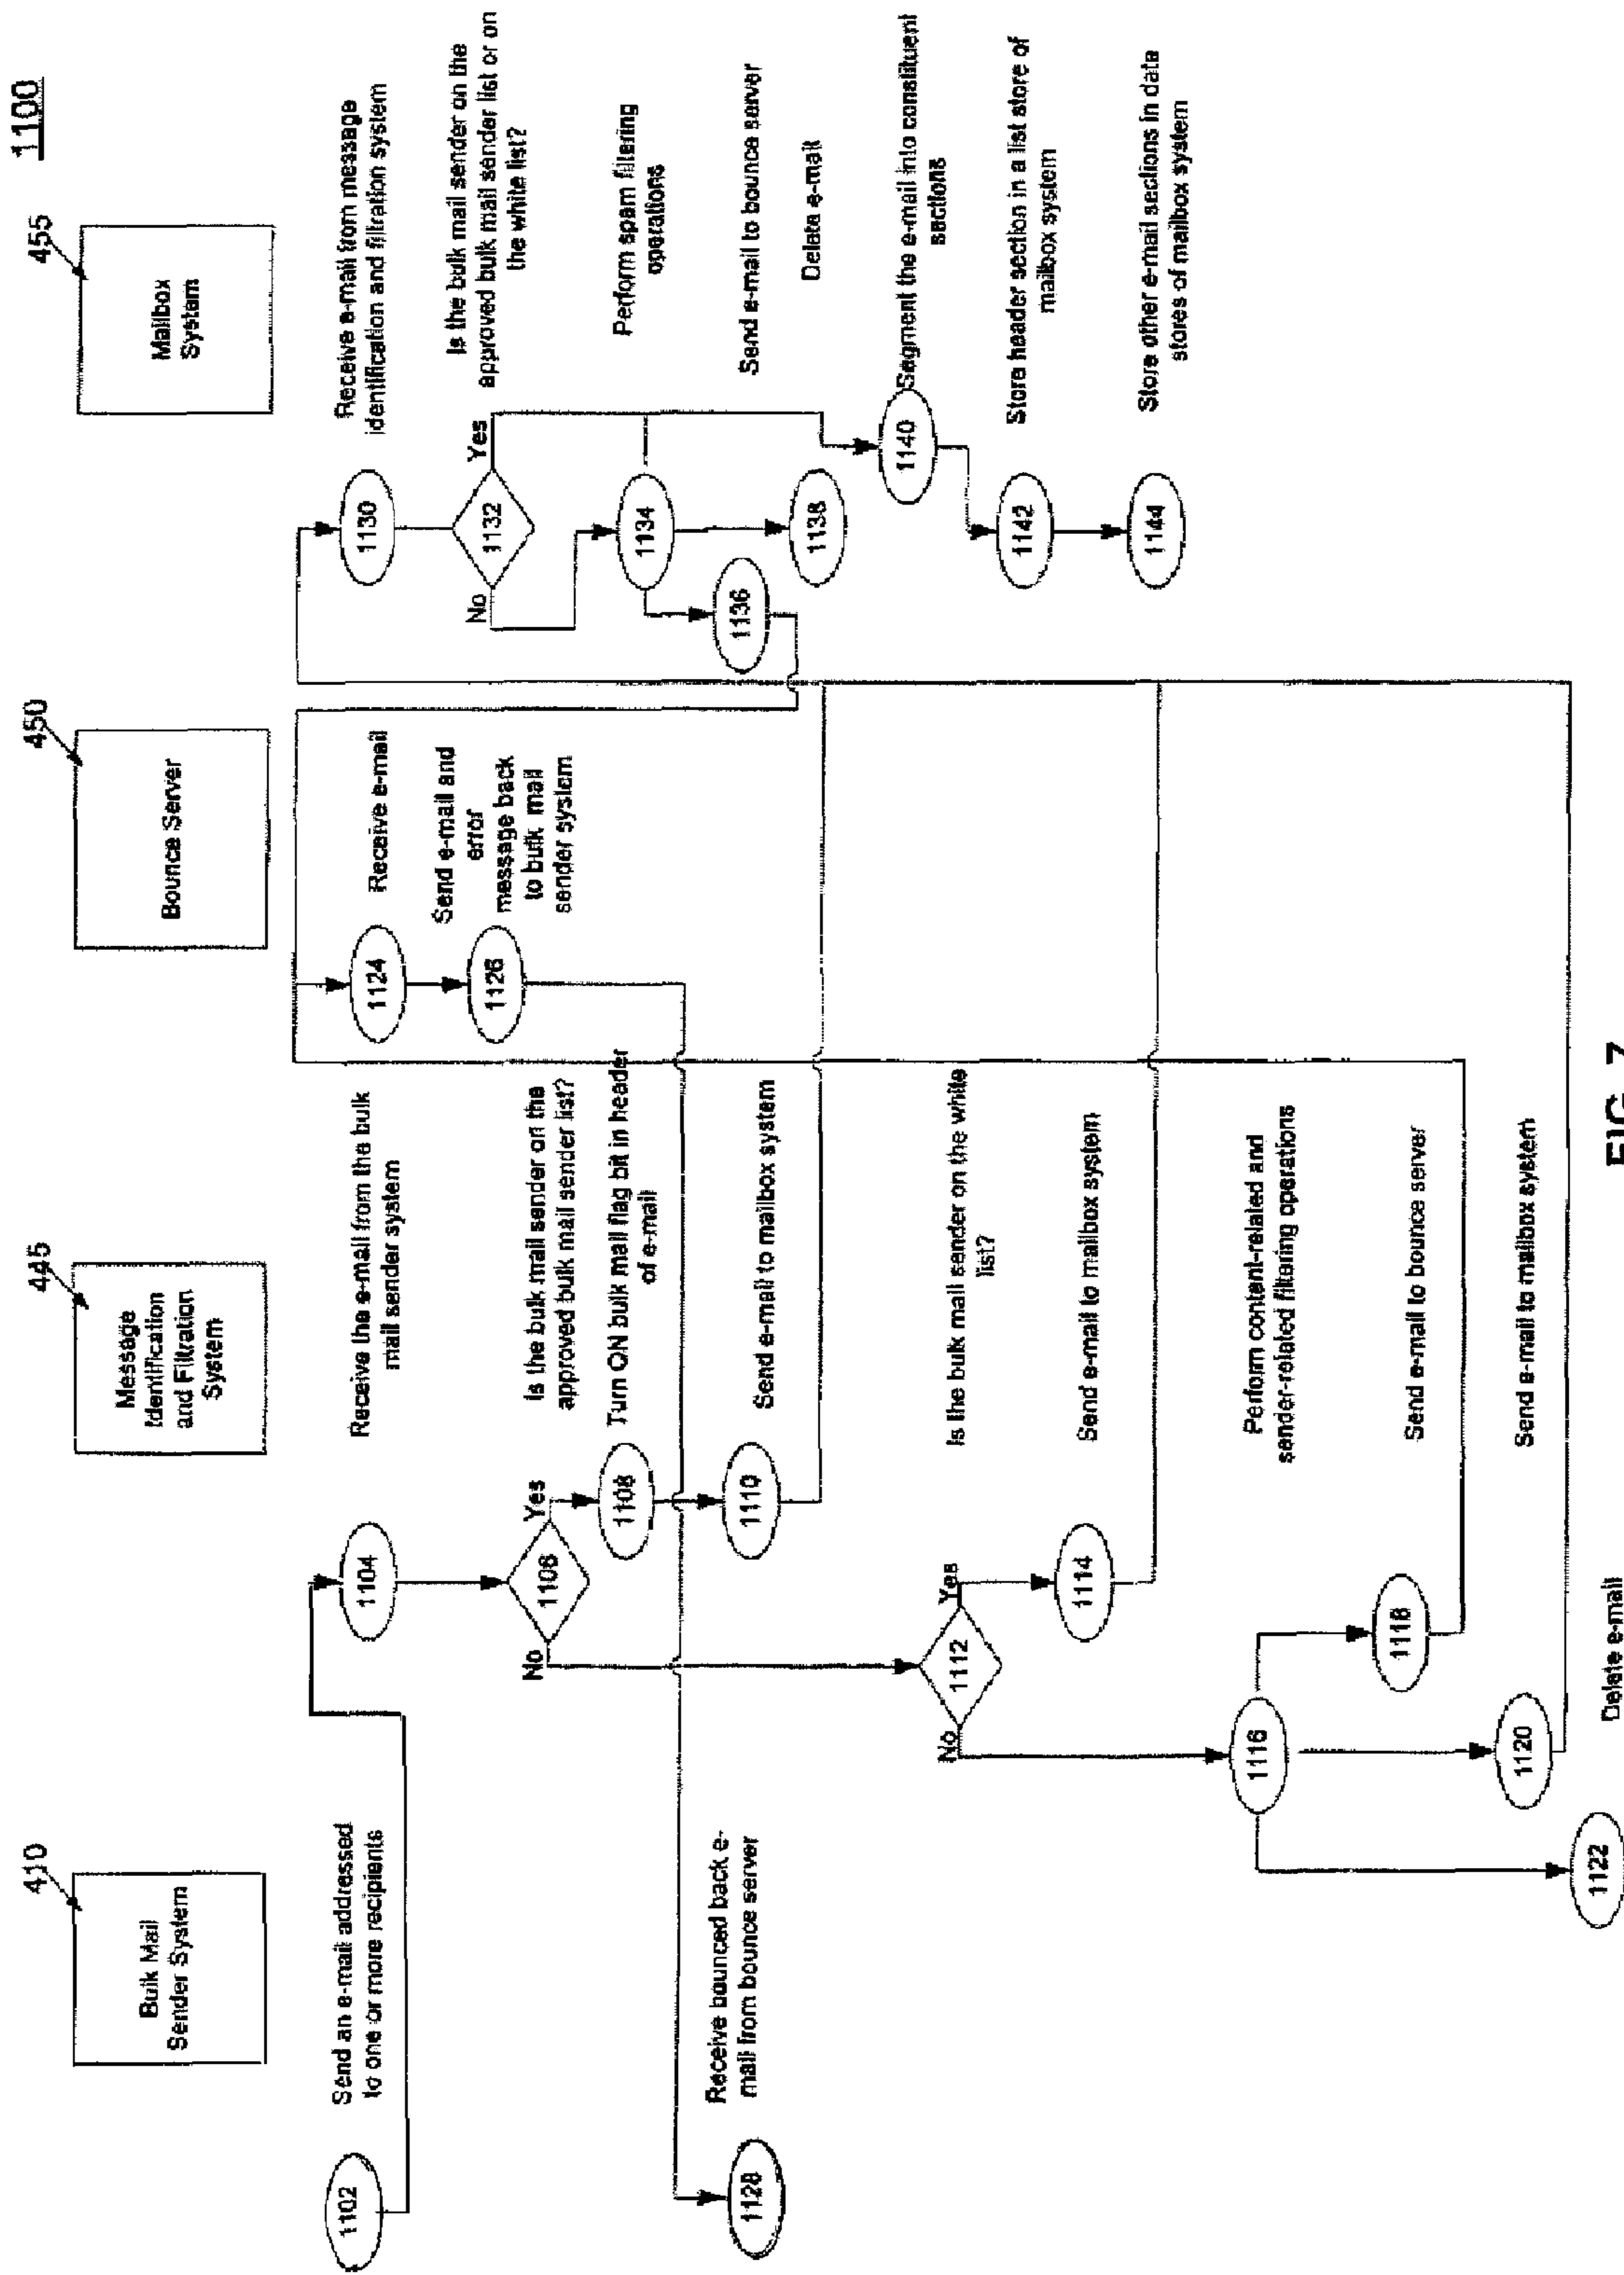 1100
410
Bulk Mail
Sender System
445
Message
Identification
and Filtration
System
450
Bounce Server
455
Mailbox
System
1102
Send an e-mail addressed
to one or more recipients
1104
Receive the e-mail from the bulk
mail sender system
1106
Yes
No
Is the bulk mail sender on the
approved bulk mail sender list?
1108
Turn ON bulk mail flag bit in header
of e-mail
1110
Send e-mail to mailbox system
1128
Receive bounced back e-
mail from bounce server
1112
Yes
No
Is the bulk mail sender on the white
list?
1114
Send e-mail to mailbox system
1116
Perform content-related and
sender-related filtering operations
1118
Send e-mail to bounce server
1120
Send e-mail to mailbox system
1122
Delete e-mail
1124
Receive e-mail
1126
Send e-mail and
error
message back
to bulk mail
sender system
1130
Receive e-mail from message
identification and filtration system
1132
Yes
No
Is the bulk mail sender on the
approved bulk mail sender list or on
the white list?
1134
Perform spam filtering
operations
1136
Send e-mail to bounce server
1138
Delete e-mail
1140
Segment the e-mail into constituent
sections
1142
Store header section in a list store of
mailbox system
1144
Store other e-mail sections in data
stores of mailbox system
FIG. 7